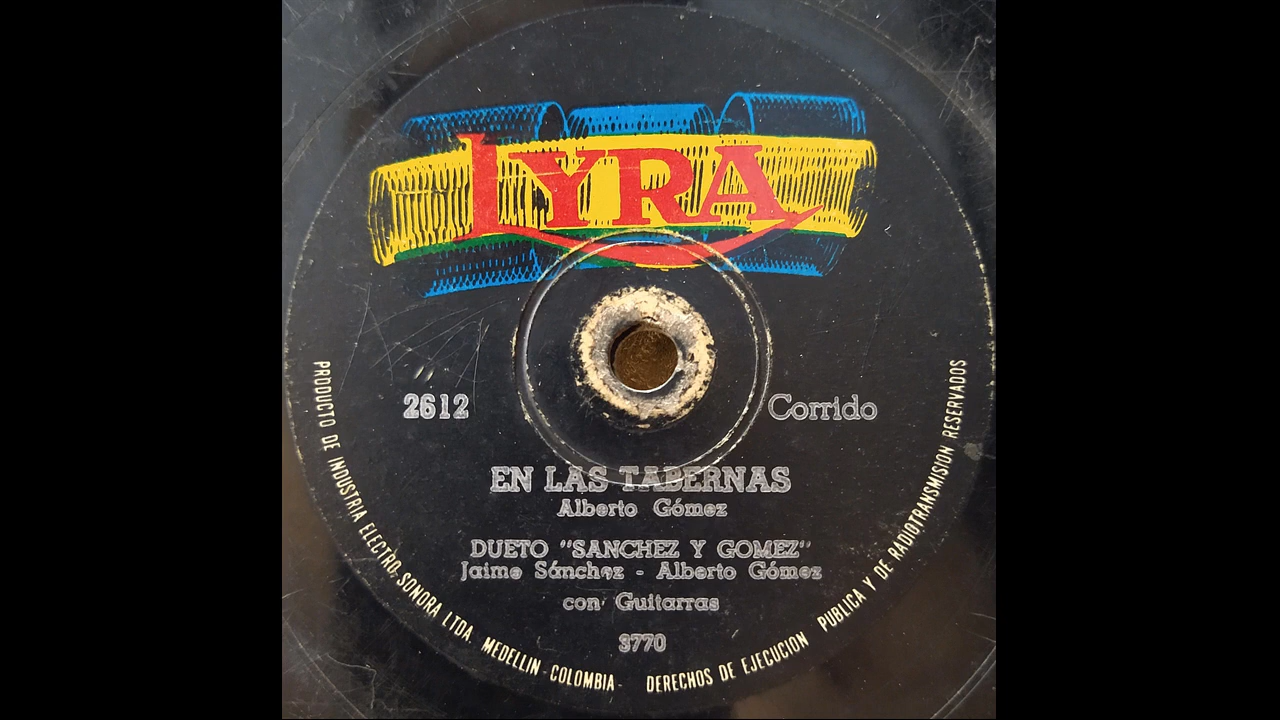 LYRA
2612
Corrido
EN LAS TABERNAS
Alberto Gómez
DUETO "SANCHEZ Y GOMEZ"
Jaime Sánchez - Alberto Gómez
con Guitarras
3770
PRODUCTO DE INDUSTRIA ELECTRO-SONORA LTDA. MEDELLIN-COLOMBIA- DERECHOS DE EJECUCION PUBLICA Y DE RADIOTRANSMISION RESERVADOS